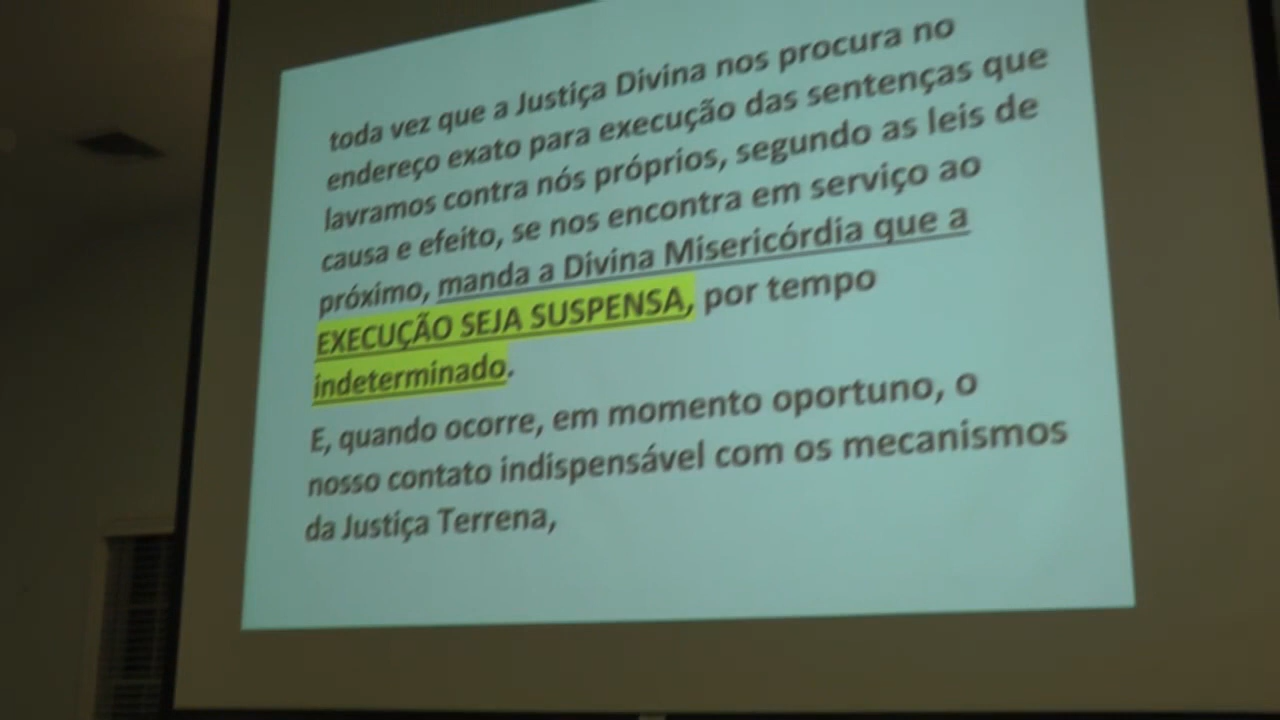 toda vez que a Justiça Divina nos procura no
endereço exato para execução das sentenças que
lavramos contra nós próprios, segundo as leis de
causa e efeito, se nos encontra em serviço ao
próximo, manda a Divina Misericórdia que a
EXECUÇÃO SEJA SUSPENSA, por tempo
indeterminado.
E, quando ocorre, em momento oportuno, o
nosso contato indispensável com os mecanismos
da Justiça Terrena,